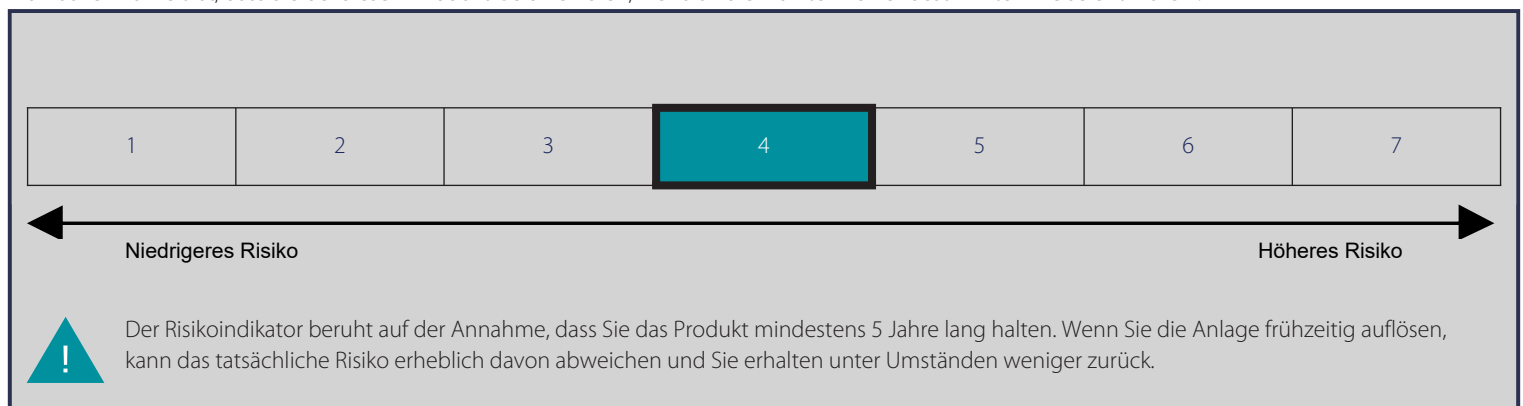 1 2 3 4 5 6 7
Niedrigeres Risiko Höheres Risiko
Der Risikoindikator beruht auf der Annahme, dass Sie das Produkt mindestens 5 Jahre lang halten. Wenn Sie die Anlage frühzeitig auflösen,
! kann das tatsächliche Risiko erheblich davon abweichen und Sie erhalten unter Umständen weniger zurück.